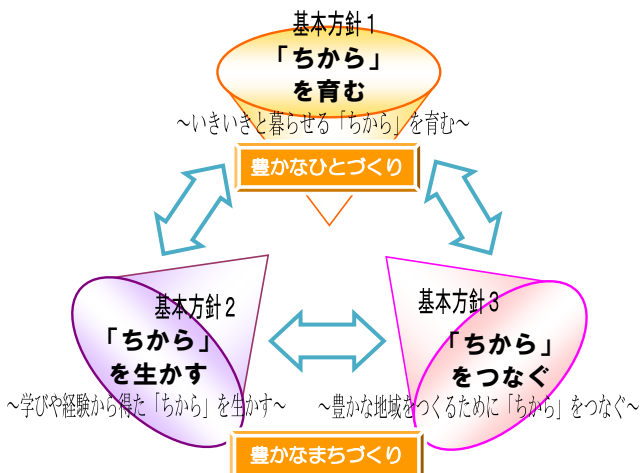 基本方針1
「ちから」
を育む
～いきいきと暮らせる「ちから」を育む～
豊かなひとづくり
基本方針2
「ちから」
を生かす
～学びや経験から得た「ちから」を生かす～
基本方針3
「ちから」
をつなぐ
～豊かな地域をつくるために「ちから」をつなぐ～
豊かなまちづくり